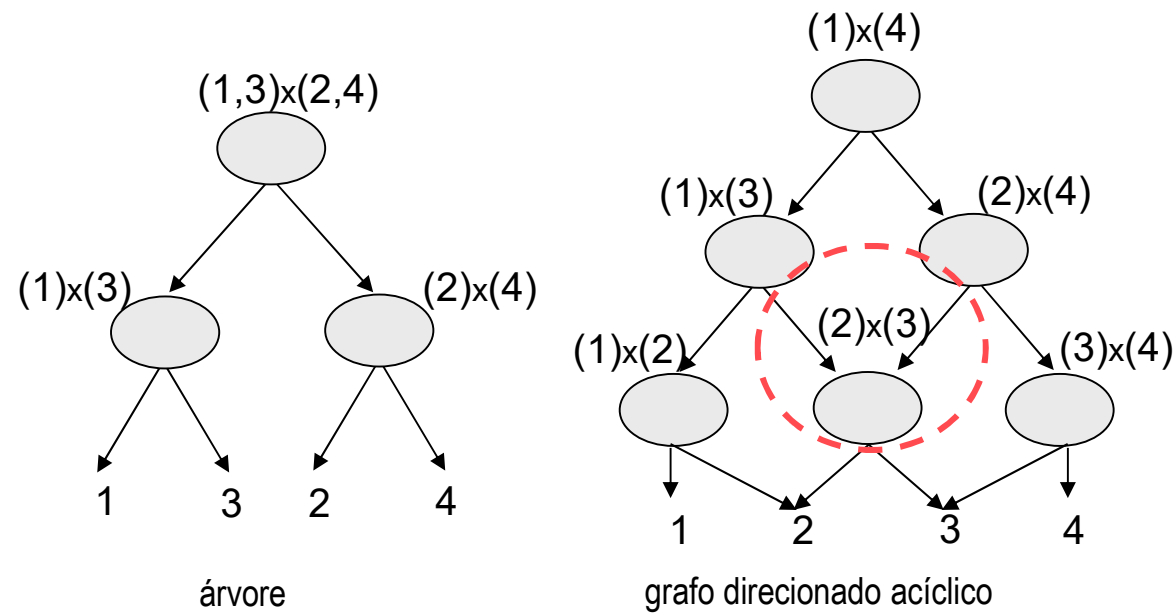 (1,3)x(2,4)
(1)x(3)
(2)x(4)
1
3
2
4
árvore
(1)x(4)
(1)x(3)
(2)x(4)
(1)x(2)
(2)x(3)
(3)x(4)
1
2
3
4
grafo direcionado acíclico